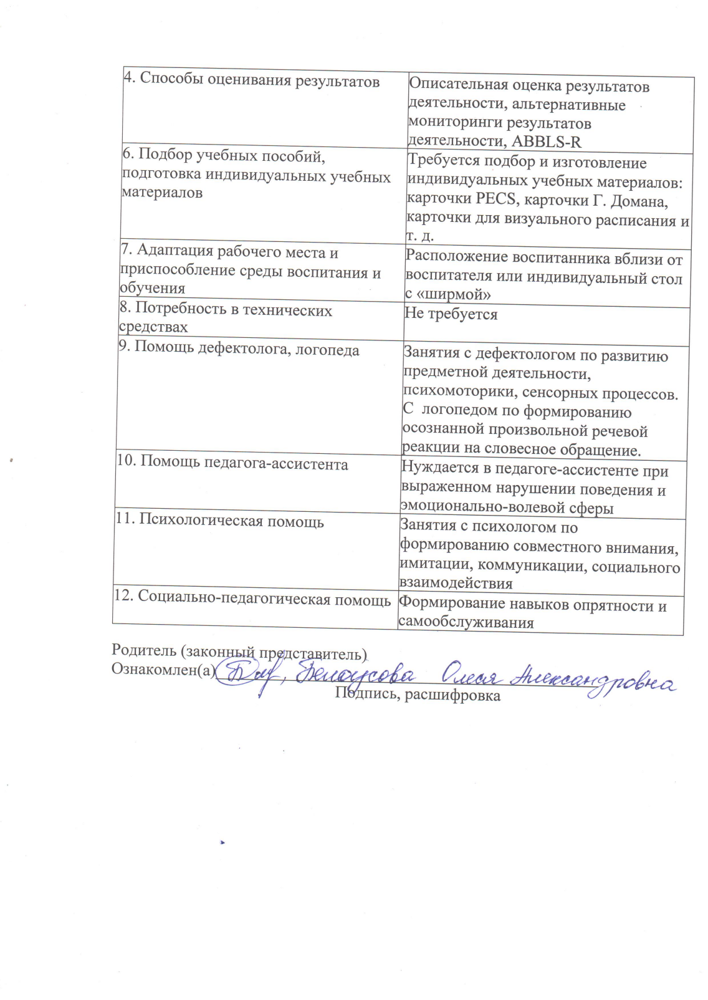 4. Способы оценивания результатов
Описательная оценка результатов
деятельности, альтернативные
мониторинги результатов
деятельности, ABBLS-R
6. Подбор учебных пособий,
подготовка индивидуальных учебных
материалов
Требуется подбор и изготовление
индивидуальных учебных материалов:
карточки PECS, карточки Г. Домана,
карточки для визуального расписания и
т. д.
7. Адаптация рабочего места и
приспособление среды воспитания и
обучения
Расположение воспитанника вблизи от
воспитателя или индивидуальный стол
с «ширмой»
8. Потребность в технических
средствах
Не требуется
9. Помощь дефектолога, логопеда
Занятия с дефектологом по развитию
предметной деятельности,
психомоторики, сенсорных процессов.
С  логопедом по формированию
осознанной произвольной речевой
реакции на словесное обращение.
10. Помощь педагога-ассистента
Нуждается в педагоге-ассистенте при
выраженном нарушении поведения и
эмоционально-волевой сферы
11. Психологическая помощь
Занятия с психологом по
формированию совместного внимания,
имитации, коммуникации, социального
взаимодействия
12. Социально-педагогическая помощь
Формирование навыков опрятности и
самообслуживания
Родитель (законный представитель)
Ознакомлен(а) Белоусова Олеся Александровна
Подпись, расшифровка